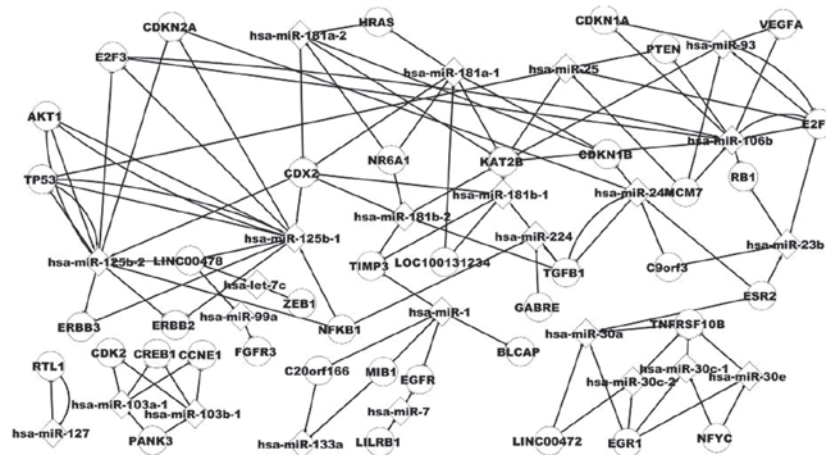 CDKN2A
hsa-miR-181a-2
HRAS
CDKN1A
VEGFA
E2F3
PTEN
hsa-miR-93
hsa-miR-181a-1
hsa-miR-25
AKT1
E2F
hsa-miR-106b
NR6A1
KAT2B
CDKN1B
TP53
CDX2
RB1
hsa-miR-181b-1
hsa-miR-24
MCM7
hsa-miR-181b-2
hsa-miR-125b-1
hsa-miR-224
hsa-miR-23b
hsa-miR-125b-2
LINC00478
TIMP3
LOC100131234
TGFB1
C9orf3
hsa-let-7c
ZEB1
ESR2
GABRE
hsa-miR-99a
hsa-miR-1
ERBB3
ERBB2
NFKB1
TNFRSF10B
hsa-miR-30a
FGFR3
BLCAP
CDK2
CREB1
CCNE1
RTL1
C20orf166
MIB1
EGFR
hsa-miR-30c-1
hsa-miR-30c-2
hsa-miR-30e
hsa-miR-103a-1
hsa-miR-103b-1
hsa-miR-7
hsa-miR-127
PANK3
hsa-miR-133a
LILRB1
LINC00472
EGR1
NFYC